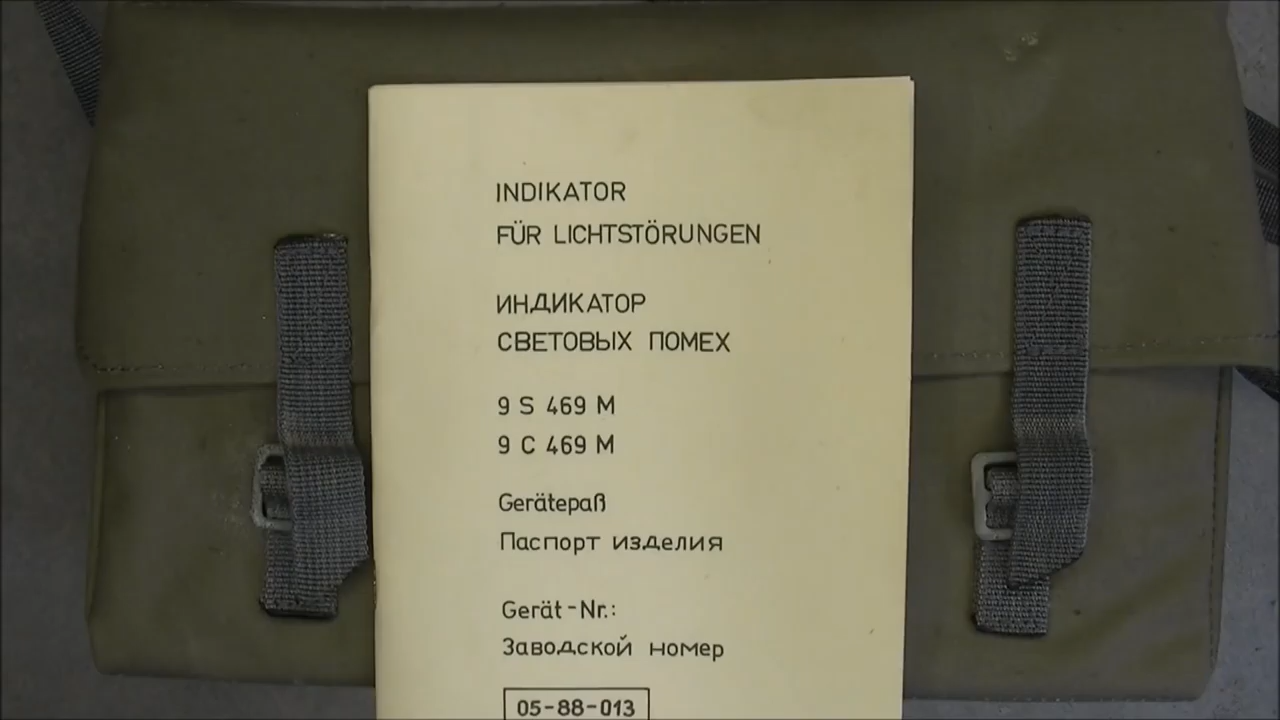 INDIKATOR
FÜR LICHTSTÖRUNGEN
ИНДИКАТОР
СВЕТОВЫХ ПОМЕХ
9 S 469 M
9 С 469 М
Gerätepaß
Паспорт изделия
Gerät-Nr.:
Заводской номер
05-88-013